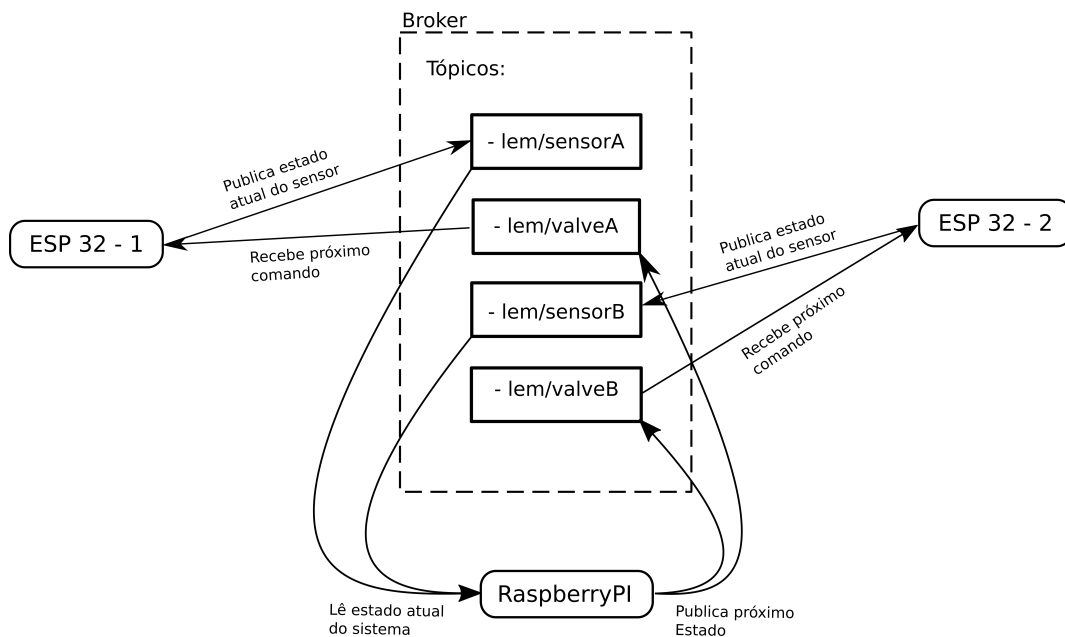 Broker
Tópicos:
- lem/sensorA
Publica estado
atual do sensor
ESP 32 - 1
- lem/valveA
Recebe próximo
comando
ESP 32 - 2
Publica estado
atual do sensor
- lem/sensorB
Recebe próximo
comando
- lem/valveB
RaspberryPI
Lê estado atual
do sistema
Publica próximo
Estado